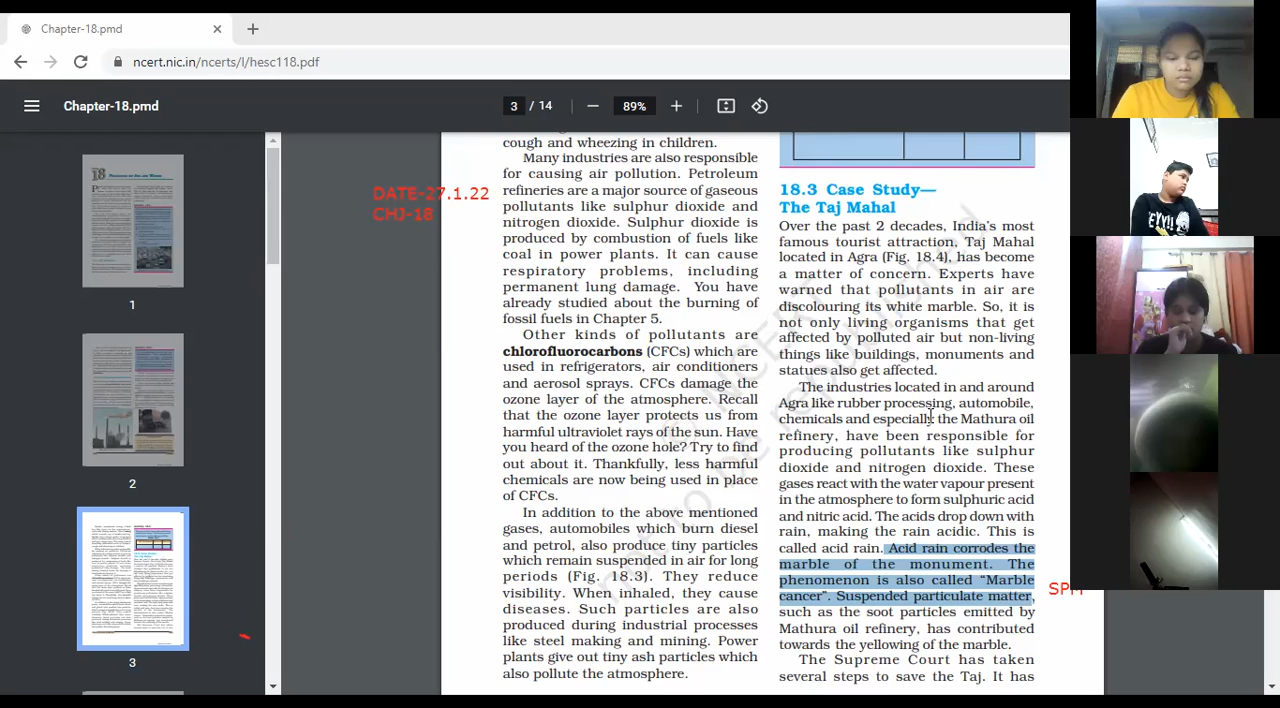 Chapter-18.pmd
ncert.nic.in/ncerts/l/hesc118.pdf
Chapter-18.pmd
3 / 14
89%
1
2
3
DATE-27.1.22
CHJ-18
cough and wheezing in children.
Many industries are also responsible
for causing air pollution. Petroleum
refineries are a major source of gaseous
pollutants like sulphur dioxide and
nitrogen dioxide. Sulphur dioxide is
produced by combustion of fuels like
coal in power plants. It can cause
respiratory problems, including
permanent lung damage. You have
already studied about the burning of
fossil fuels in Chapter 5.
Other kinds of pollutants are
chlorofluorocarbons (CFCs) which are
used in refrigerators, air conditioners
and aerosol sprays. CFCs damage the
ozone layer of the atmosphere. Recall
that the ozone layer protects us from
harmful ultraviolet rays of the sun. Have
you heard of the ozone hole? Try to find
out about it. Thankfully, less harmful
chemicals are now being used in place
of CFCs.
In addition to the above mentioned
gases, automobiles which burn diesel
and petrol, also produce tiny particles
which remain suspended in air for long
periods (Fig. 18.3). They reduce
visibility. When inhaled, they cause
diseases. Such particles are also
produced during industrial processes
like steel making and mining. Power
plants give out tiny ash particles which
also pollute the atmosphere.
18.3 Case Study—
The Taj Mahal
Over the past 2 decades, India's most
famous tourist attraction, Taj Mahal
located in Agra (Fig. 18.4), has become
a matter of concern. Experts have
warned that pollutants in air are
discolouring its white marble. So, it is
not only living organisms that get
affected by polluted air but non-living
things like buildings, monuments and
statues also get affected.
The industries located in and around
Agra like rubber processing, automobile,
chemicals and especially the Mathura oil
refinery, have been responsible for
producing pollutants like sulphur
dioxide and nitrogen dioxide. These
gases react with the water vapour present
in the atmosphere to form sulphuric acid
and nitric acid. The acids drop down with
rain, making the rain acidic. This is
called acid rain. Acid rain corrodes the
marble of the monument. The
phenomenon is also called “Marble
cancer”. Suspended particulate matter,
such as the soot particles emitted by
Mathura oil refinery, has contributed
towards the yellowing of the marble.
The Supreme Court has taken
several steps to save the Taj. It has